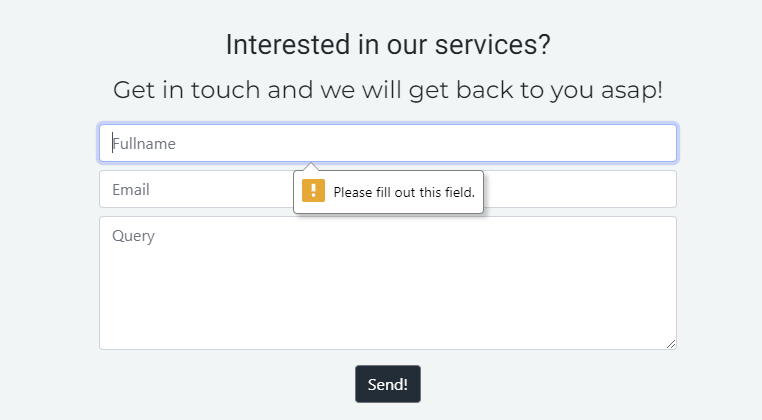 Interested in our services?
Get in touch and we will get back to you asap!
Fullname
Email
Please fill out this field.
Query
Send!